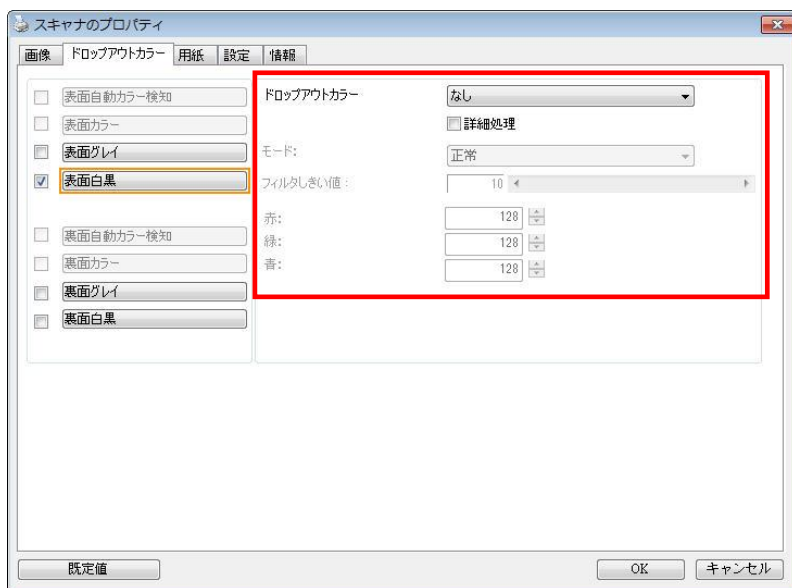 スキャナのプロパティ
画像 ドロップアウトカラー 用紙 設定 情報
表面自動カラー検知
表面カラー
表面グレイ
表面白黒
裏面自動カラー検知
裏面カラー
裏面グレイ
裏面白黒
ドロップアウトカラー なし
詳細処理
モード: 正常
フィルタしきい値: 10
赤: 128
緑: 128
青: 128
既定値 OK キャンセル